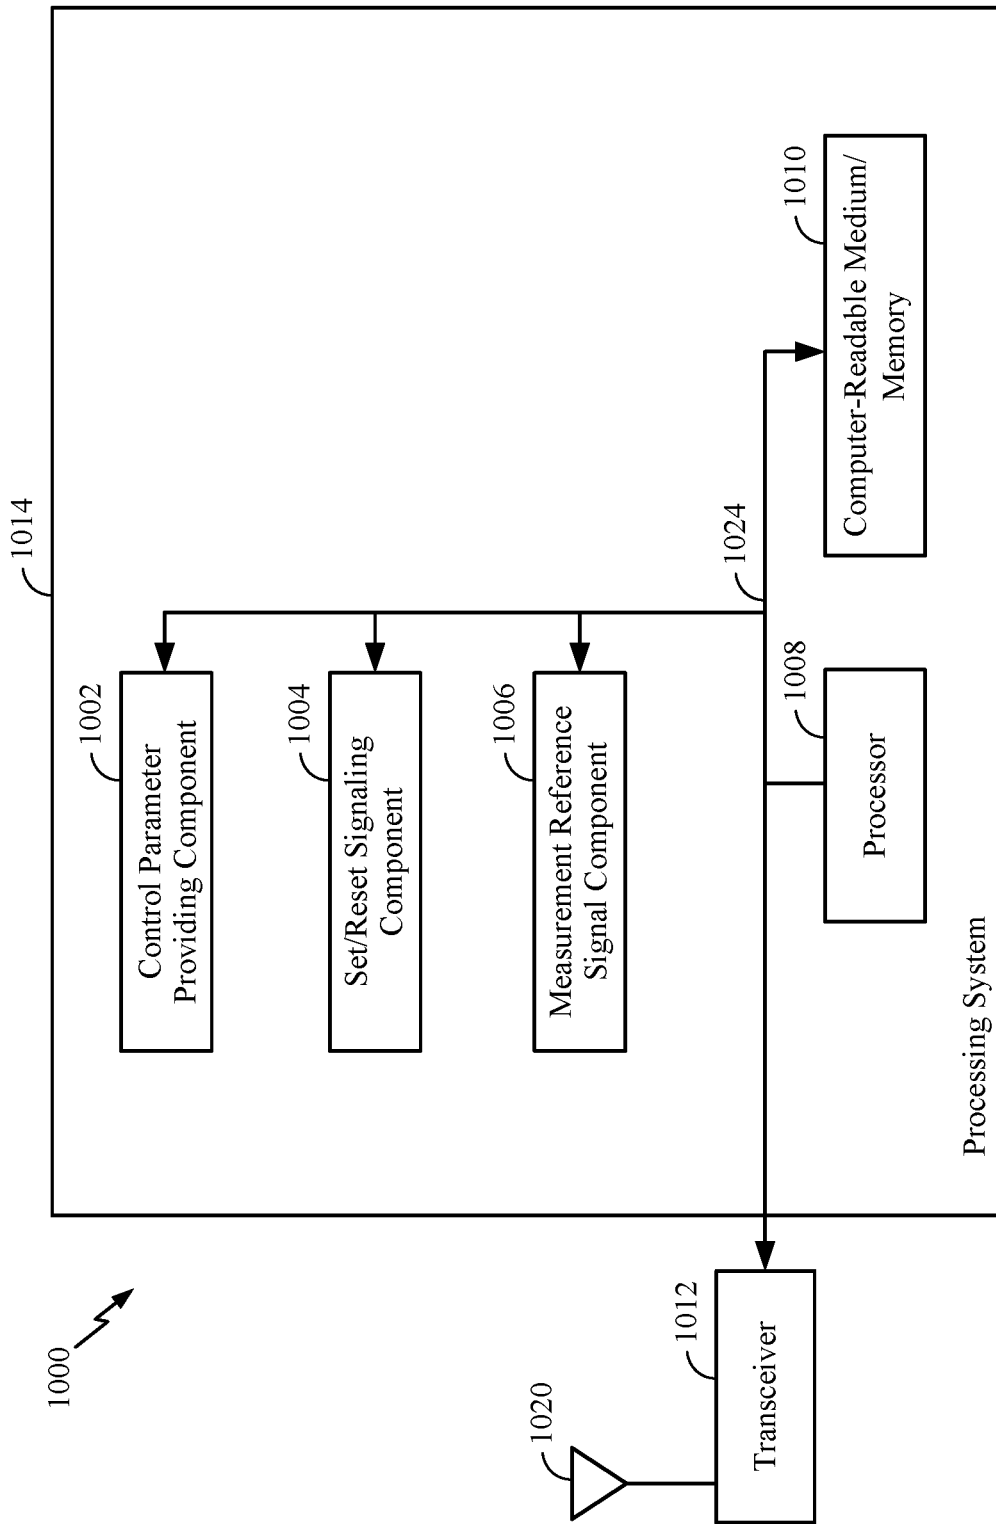 1000
1014
1002
Control Parameter
Providing Component
1004
Set/Reset Signaling
Component
1006
Measurement Reference
Signal Component
1020
1012
Transceiver
1024
1008
Processor
1010
Computer-Readable Medium/
Memory
Processing System